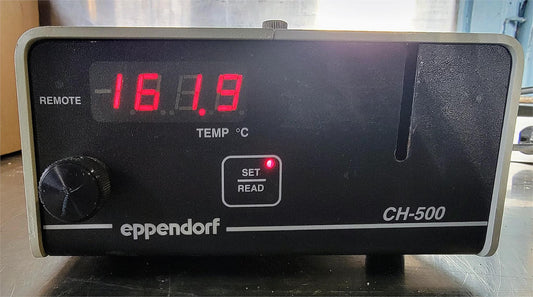 REMOTE
-161.9
TEMP °C
SET
READ
eppendorf
CH-500